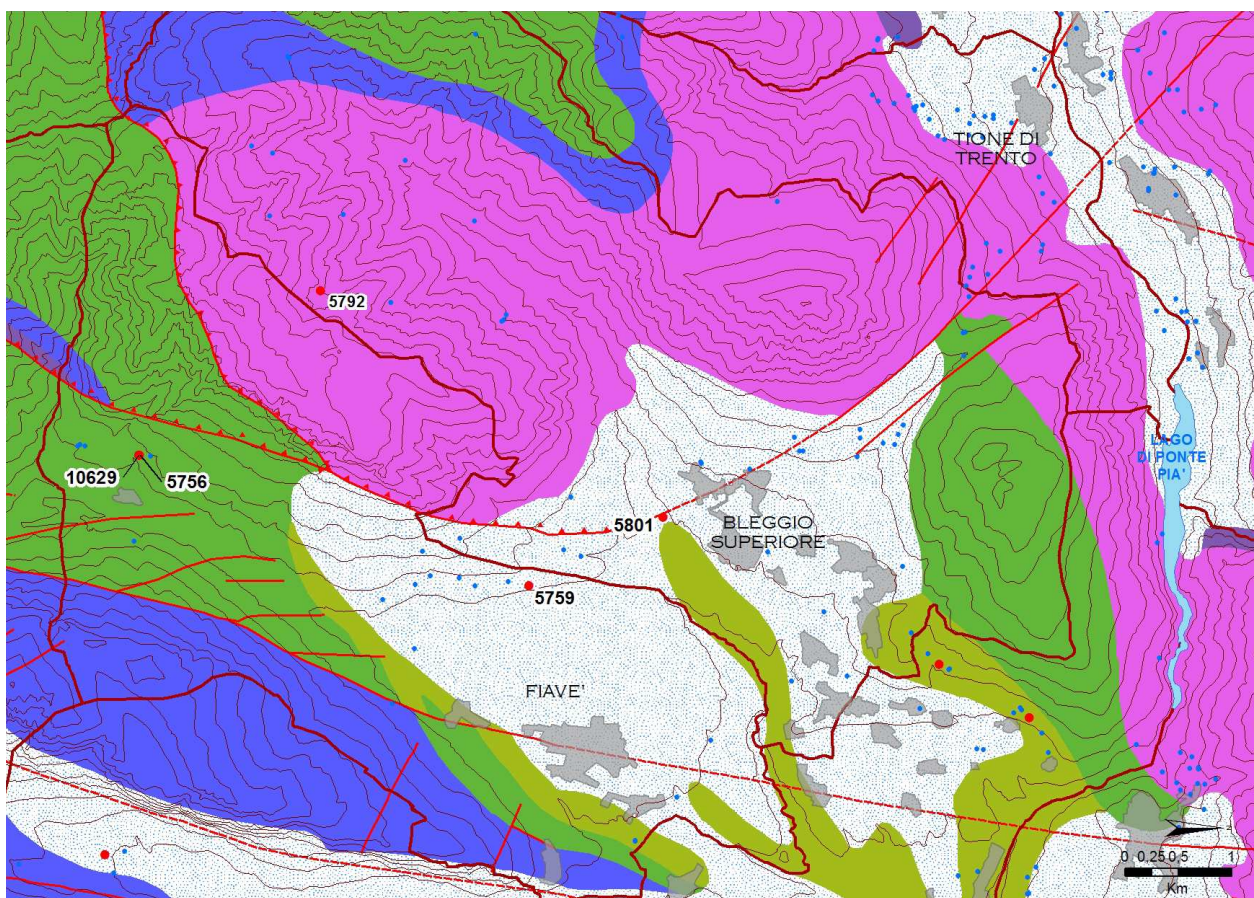 TIONE DI
TRENTO
5792
LAGO
DI PONTE
PIA'
10629
5756
5801
BLEGGIO
SUPERIORE
5759
FIAVE'
0 0,25 0,5 1
Km